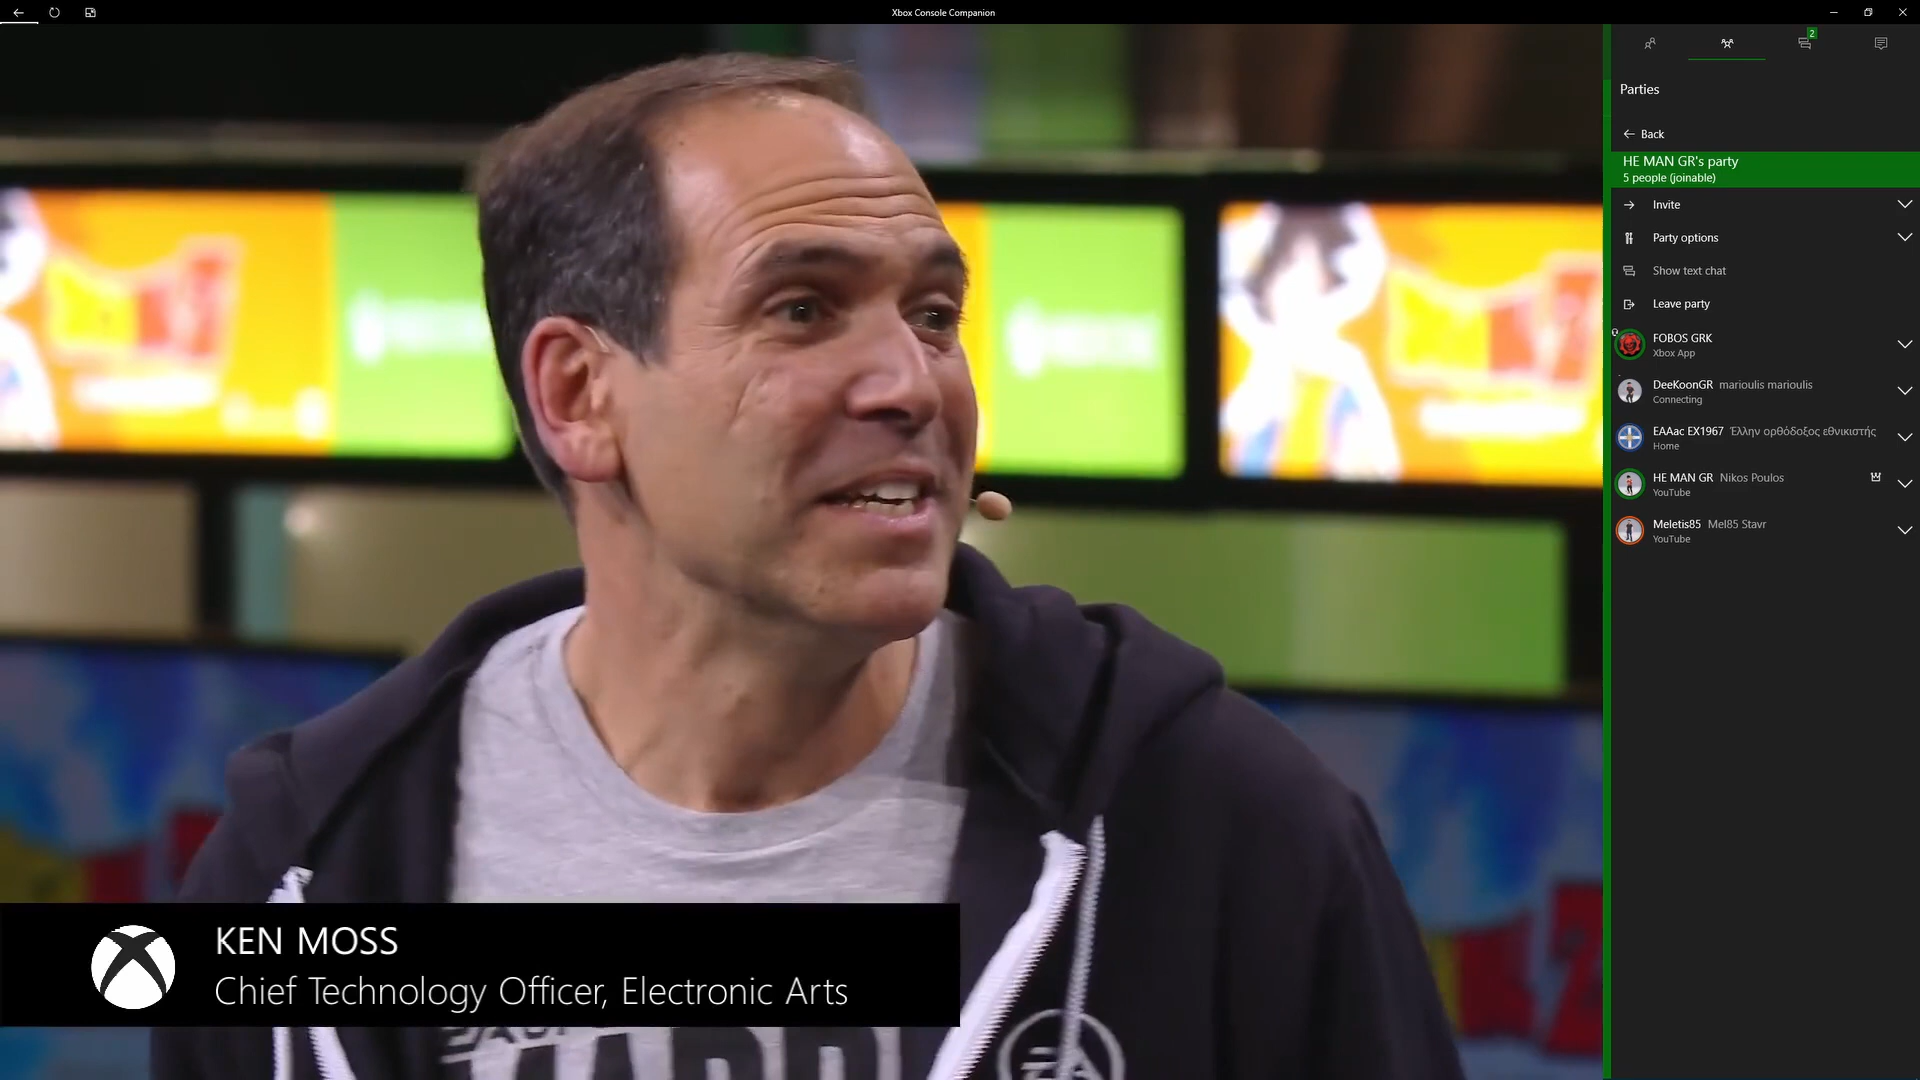 Xbox Console Companion
2
Parties
Back
HE MAN GR's party
5 people (joinable)
Invite
Party options
Show text chat
Leave party
FOBOS GRK
Xbox App
DeeKoonGR marioulis marioulis
Connecting
EAAac EX1967 Έλλην ορθόδοξος εθνικιστής
Home
HE MAN GR Nikos Poulos
YouTube
Meletis85 Mel85 Stavr
YouTube
KEN MOSS
Chief Technology Officer, Electronic Arts
EA